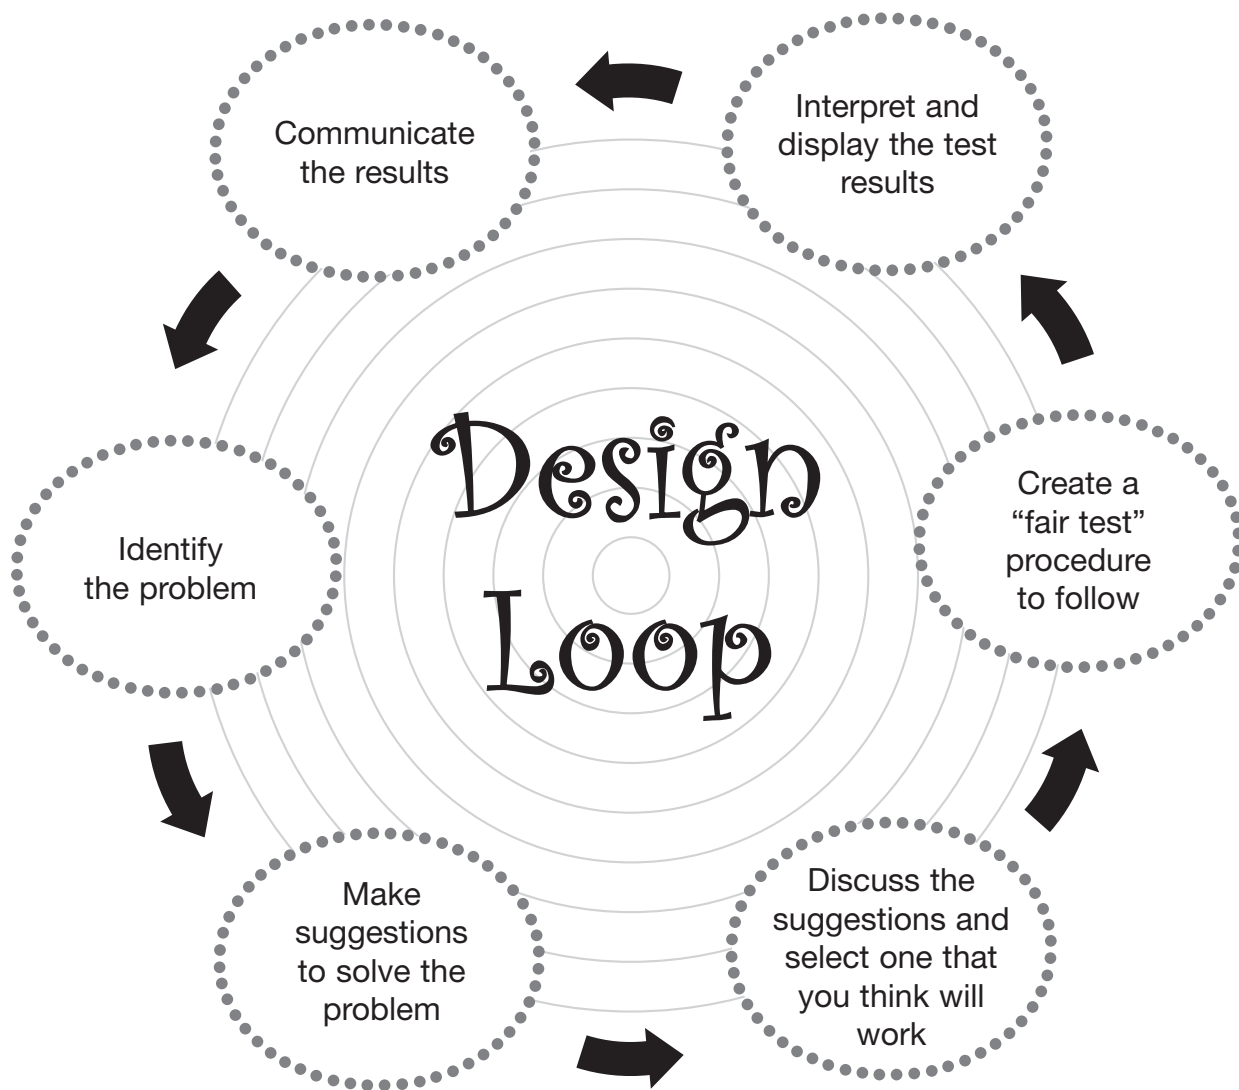 Communicate
the results
Interpret and
display the test
results
Design
Loop
Identify
the problem
Create a
“fair test”
procedure
to follow
Make
suggestions
to solve the
problem
Discuss the
suggestions and
select one that
you think will
work